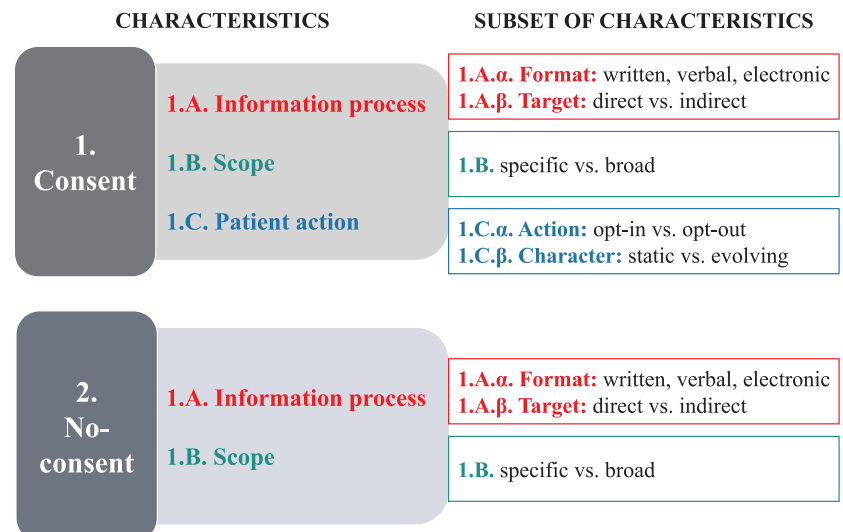 CHARACTERISTICS
SUBSET OF CHARACTERISTICS
1.
Consent
1.A. Information process
1.B. Scope
1.C. Patient action
1.A.α. Format: written, verbal, electronic
1.A.β. Target: direct vs. indirect
1.B. specific vs. broad
1.C.α. Action: opt-in vs. opt-out
1.C.β. Character: static vs. evolving
2.
No-
consent
1.A. Information process
1.B. Scope
1.A.α. Format: written, verbal, electronic
1.A.β. Target: direct vs. indirect
1.B. specific vs. broad